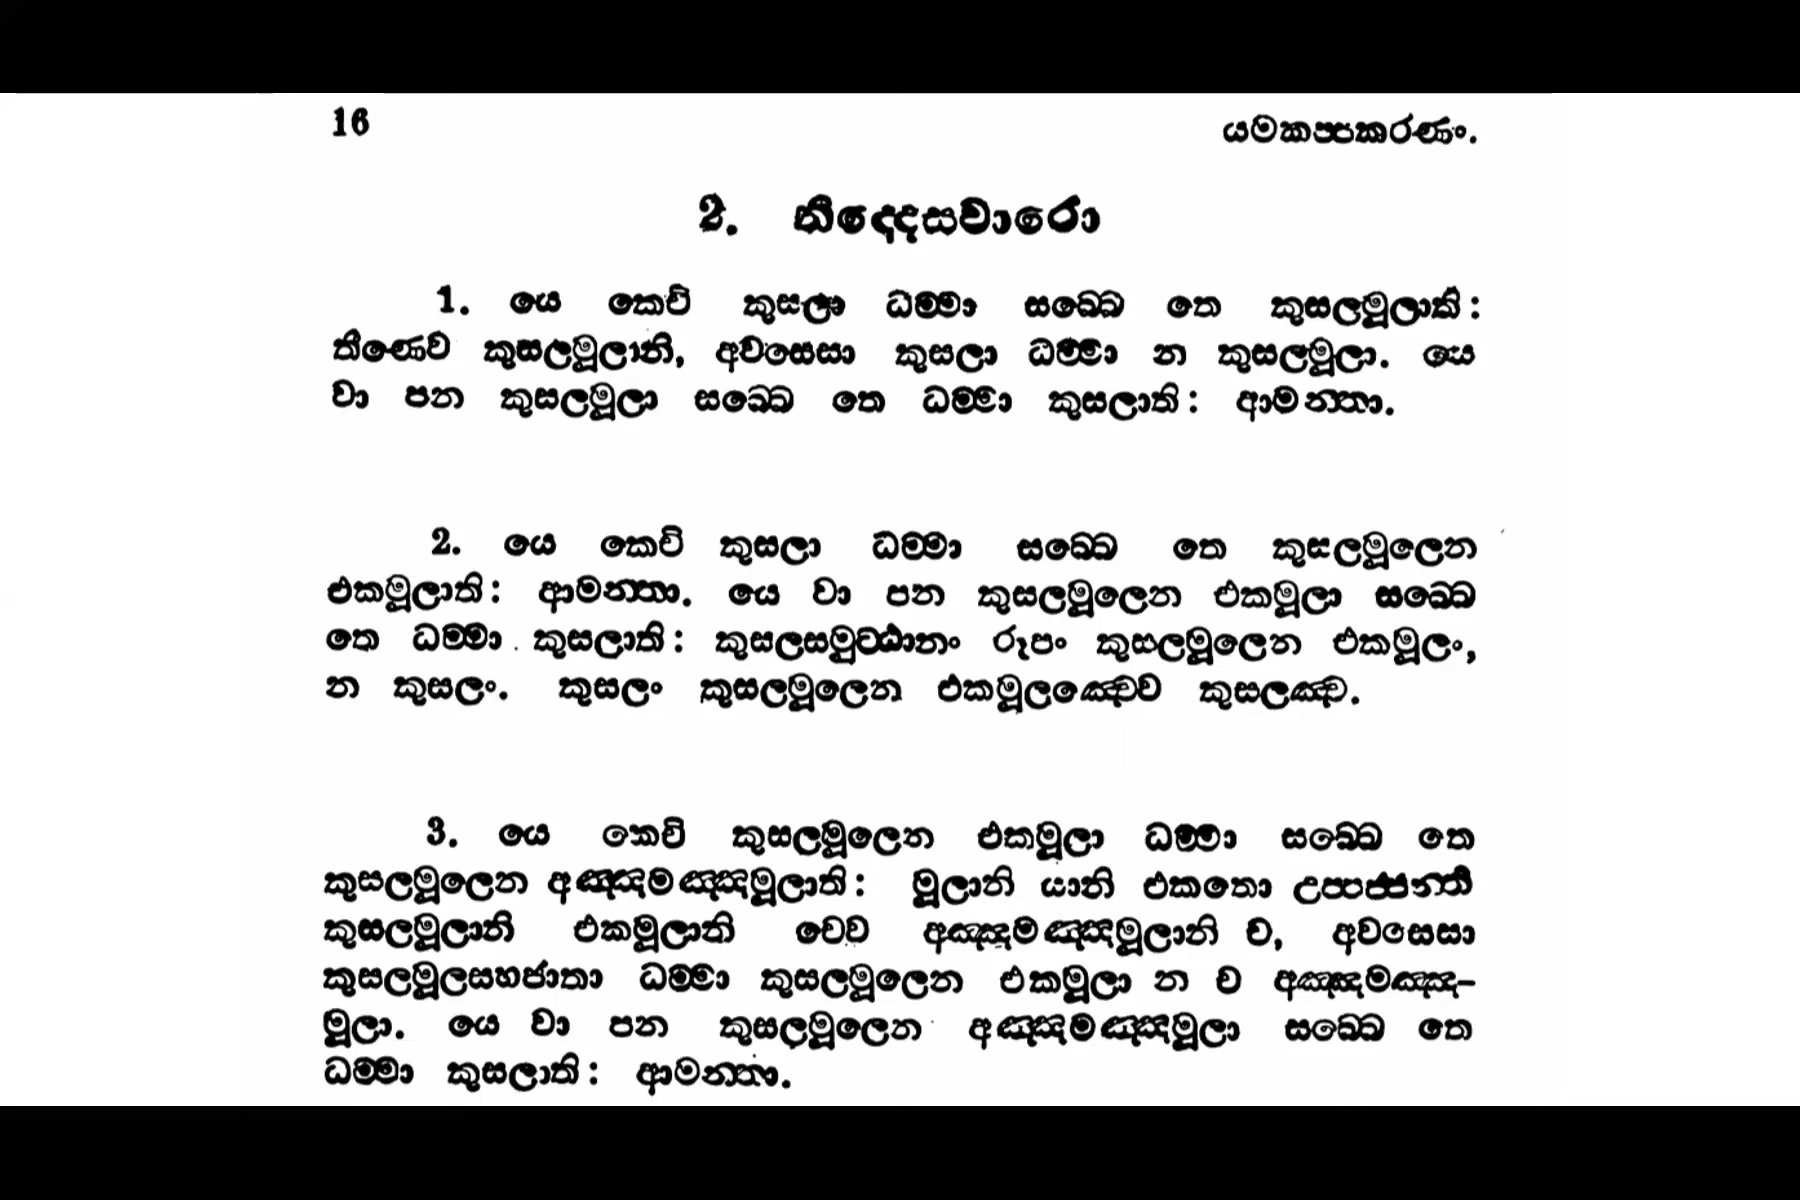 16
යමකප්පකරණං.
2. නිද්දෙසවාරො
1. යෙ කෙචි කුසලා ධම්මා සබ්බෙ තෙ කුසලමූලාති:
තීණෙව කුසලමූලානි, අවසෙසා කුසලා ධම්මා න කුසලමූලා. යෙ
වා පන කුසලමූලා සබ්බෙ තෙ ධම්මා කුසලාති: ආමන්තා.
2. යෙ කෙචි කුසලා ධම්මා සබ්බෙ තෙ කුසලමූලෙන
එකමූලාති: ආමන්තා. යෙ වා පන කුසලමූලෙන එකමූලා සබ්බෙ
තෙ ධම්මා කුසලාති: කුසලසමුට්ඨානං රූපං කුසලමූලෙන එකමූලං,
න කුසලං. කුසලං කුසලමූලෙන එකමූලඤ්චෙව කුසලඤ්ච.
3. යෙ කෙචි කුසලමූලෙන එකමූලා ධම්මා සබ්බෙ තෙ
කුසලමූලෙන අඤ්ඤමඤ්ඤමූලාති: මූලානි යානි එකතො උප්පජ්ජන්ති
කුසලමූලානි එකමූලානි චෙව අඤ්ඤමඤ්ඤමූලානි ච, අවසෙසා
කුසලමූලසහජාතා ධම්මා කුසලමූලෙන එකමූලා න ච අඤ්ඤමඤ්ඤ-
මූලා. යෙ වා පන කුසලමූලෙන අඤ්ඤමඤ්ඤමූලා සබ්බෙ තෙ
ධම්මා කුසලාති: ආමන්තා.